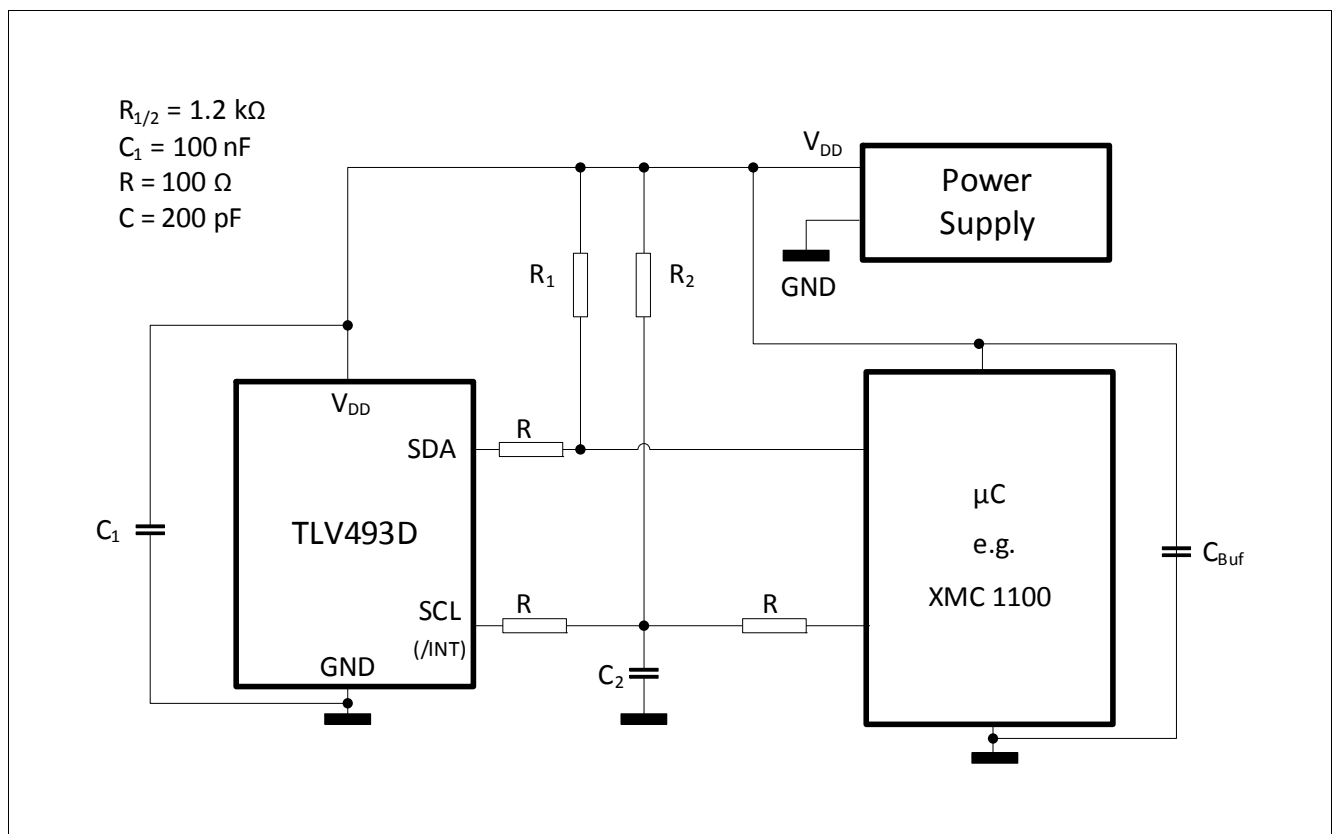 R1/2 = 1.2 kΩ
C1 = 100 nF
R = 100 Ω
C = 200 pF
VDD
Power
Supply
GND
R1
R2
VDD
SDA
R
TLV493D
C1
SCL
(/INT)
GND
R
R
C2
µC
e.g.
XMC 1100
CBuf